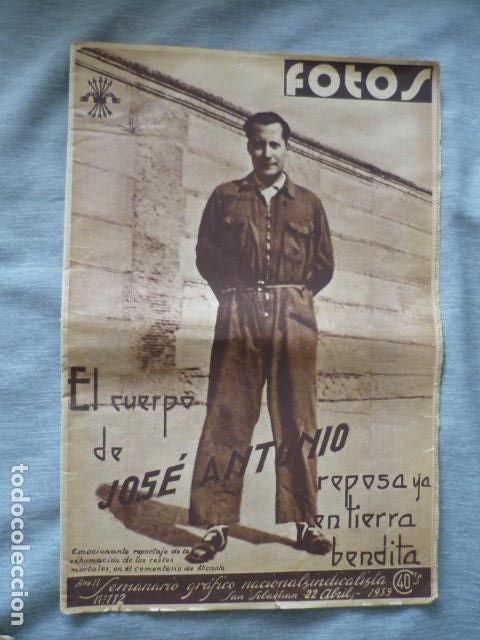 FOTOS
El cuerpo
de
JOSÉ ANTONIO
reposa ya
en tierra
bendita
Emocionante reportaje de la
exhumación de los restos
mortales, en el cementerio de Alicante.
Año II
Nº 112
Semanario gráfico nacionalsindicalista
San Sebastian 22 Abril, - 1939
40 cts
todocoleccion